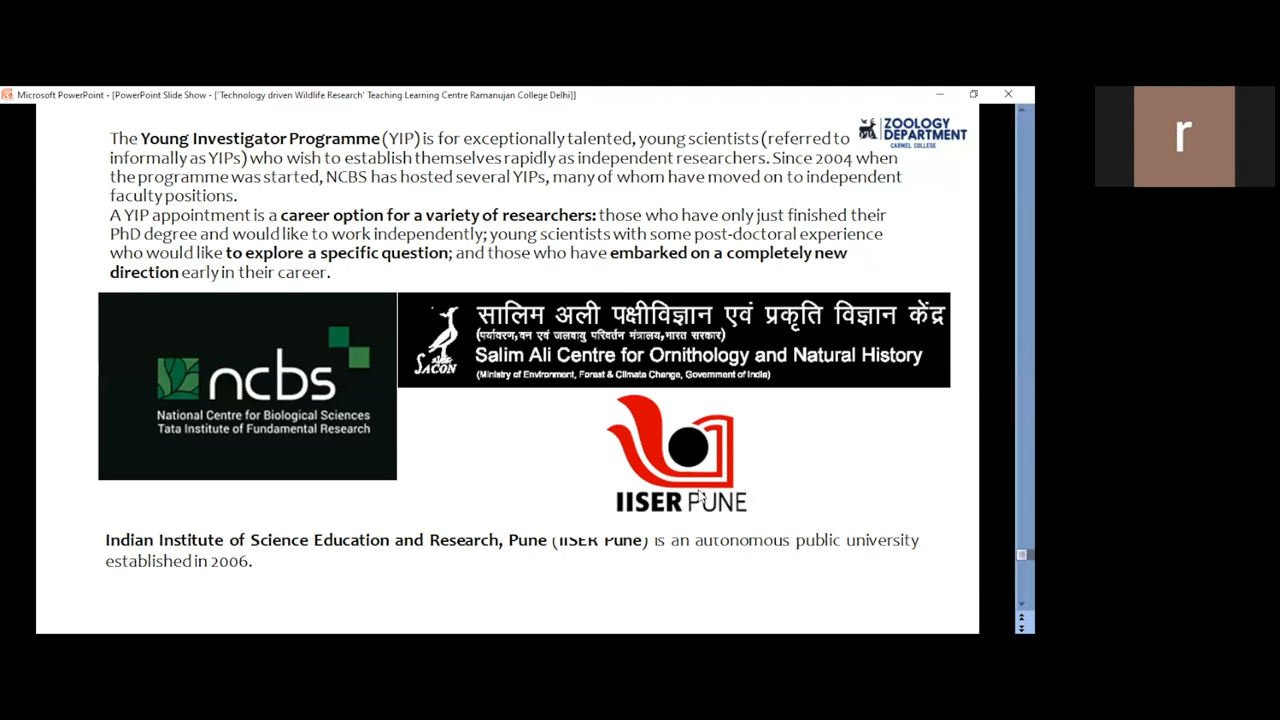 Microsoft PowerPoint - [PowerPoint Slide Show - ['Technology driven Wildlife Research' Teaching Learning Centre Ramanujan College Delhi]]
ZOOLOGY
DEPARTMENT
CARMEL COLLEGE
The Young Investigator Programme (YIP) is for exceptionally talented, young scientists (referred to
informally as YIPs) who wish to establish themselves rapidly as independent researchers. Since 2004 when
the programme was started, NCBS has hosted several YIPs, many of whom have moved on to independent
faculty positions.
A YIP appointment is a career option for a variety of researchers: those who have only just finished their
PhD degree and would like to work independently; young scientists with some post-doctoral experience
who would like to explore a specific question; and those who have embarked on a completely new
direction early in their career.
ncbs
National Centre for Biological Sciences
Tata Institute of Fundamental Research
सालिम अली पक्षीविज्ञान एवं प्रकृति विज्ञान केंद्र
(पर्यावरण,वन एवं जलवायु परिवर्तन मंत्रालय,भारत सरकार)
Salim Ali Centre for Ornithology and Natural History
(Ministry of Environment, Forest & Climate Change, Government of India)
SACON
IISER PUNE
Indian Institute of Science Education and Research, Pune (IISER Pune) is an autonomous public university
established in 2006.
r